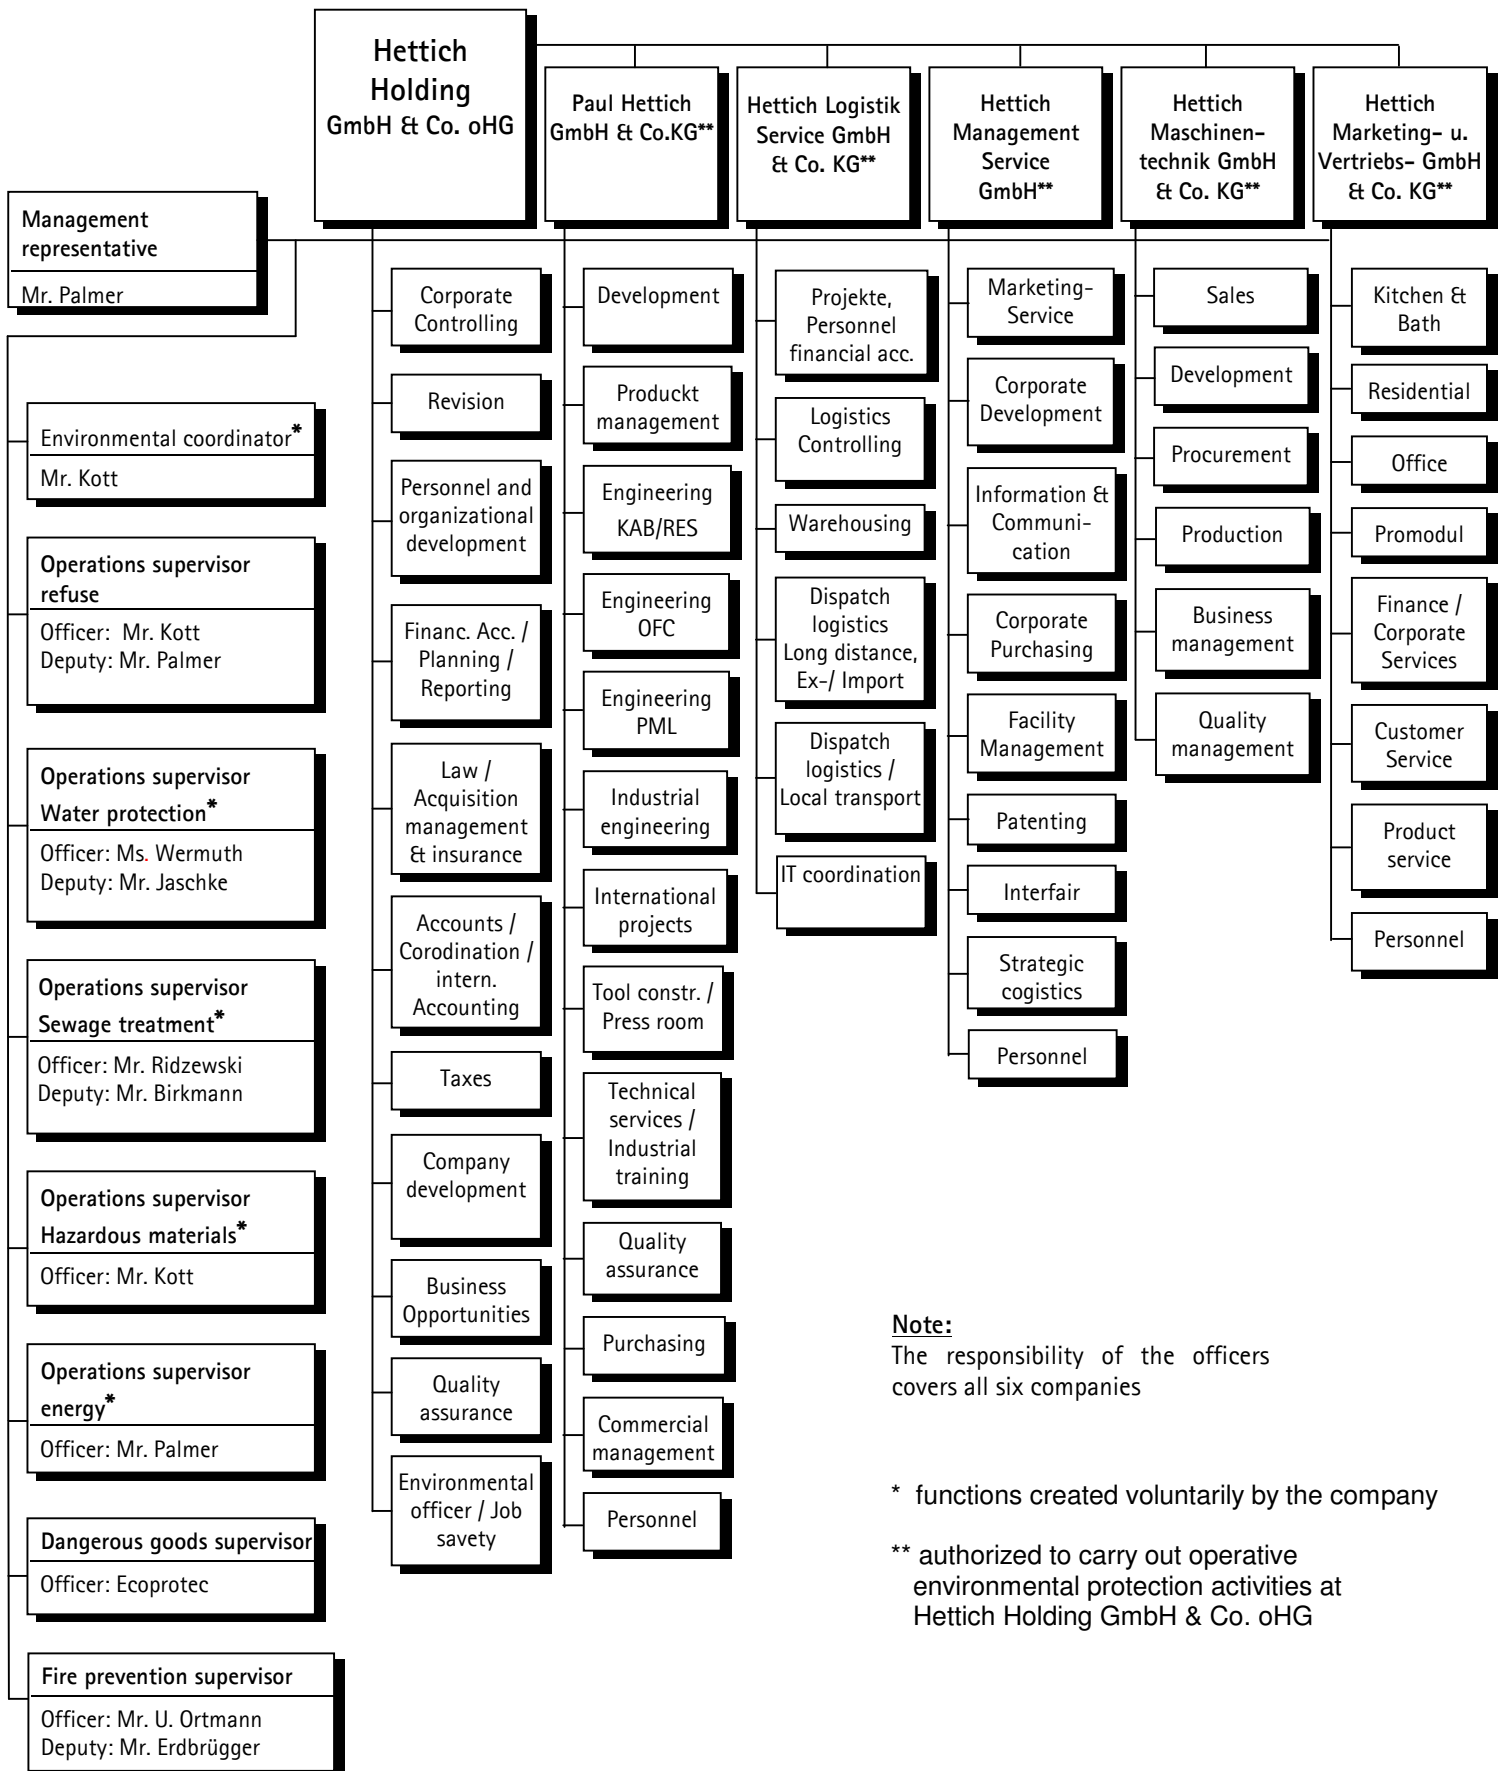 Hettich
Holding
GmbH & Co. oHG
Paul Hettich
GmbH & Co.KG**
Hettich Logistik
Service GmbH
& Co. KG**
Hettich
Management
Service
GmbH**
Hettich
Maschinen-
technik GmbH
& Co. KG**
Hettich
Marketing- u.
Vertriebs- GmbH
& Co. KG**
Management
representative
Mr. Palmer
Environmental coordinator*
Mr. Kott
Operations supervisor
refuse
Officer: Mr. Kott
Deputy: Mr. Palmer
Operations supervisor
Water protection*
Officer: Ms. Wermuth
Deputy: Mr. Jaschke
Operations supervisor
Sewage treatment*
Officer: Mr. Ridzewski
Deputy: Mr. Birkmann
Operations supervisor
Hazardous materials*
Officer: Mr. Kott
Operations supervisor
energy*
Officer: Mr. Palmer
Dangerous goods supervisor
Officer: Ecoprotec
Fire prevention supervisor
Officer: Mr. U. Ortmann
Deputy: Mr. Erdbrügger
Corporate
Controlling
Revision
Personnel and
organizational
development
Financ. Acc. /
Planning /
Reporting
Law /
Acquisition
management
& insurance
Accounts /
Corodination /
intern.
Accounting
Taxes
Company
development
Business
Opportunities
Quality
assurance
Environmental
officer / Job
savety
Development
Produckt
management
Engineering
KAB/RES
Engineering
OFC
Engineering
PML
Industrial
engineering
International
projects
Tool constr. /
Press room
Technical
services /
Industrial
training
Quality
assurance
Purchasing
Commercial
management
Personnel
Projekte,
Personnel
financial acc.
Logistics
Controlling
Warehousing
Dispatch
logistics
Long distance,
Ex-/ Import
Dispatch
logistics /
Local transport
IT coordination
Marketing-
Service
Corporate
Development
Information &
Communi-
cation
Corporate
Purchasing
Facility
Management
Patenting
Interfair
Strategic
cogistics
Personnel
Sales
Development
Procurement
Production
Business
management
Quality
management
Kitchen &
Bath
Residential
Office
Promodul
Finance /
Corporate
Services
Customer
Service
Product
service
Personnel
Note:
The responsibility of the officers
covers all six companies
* functions created voluntarily by the company
** authorized to carry out operative
environmental protection activities at
Hettich Holding GmbH & Co. oHG